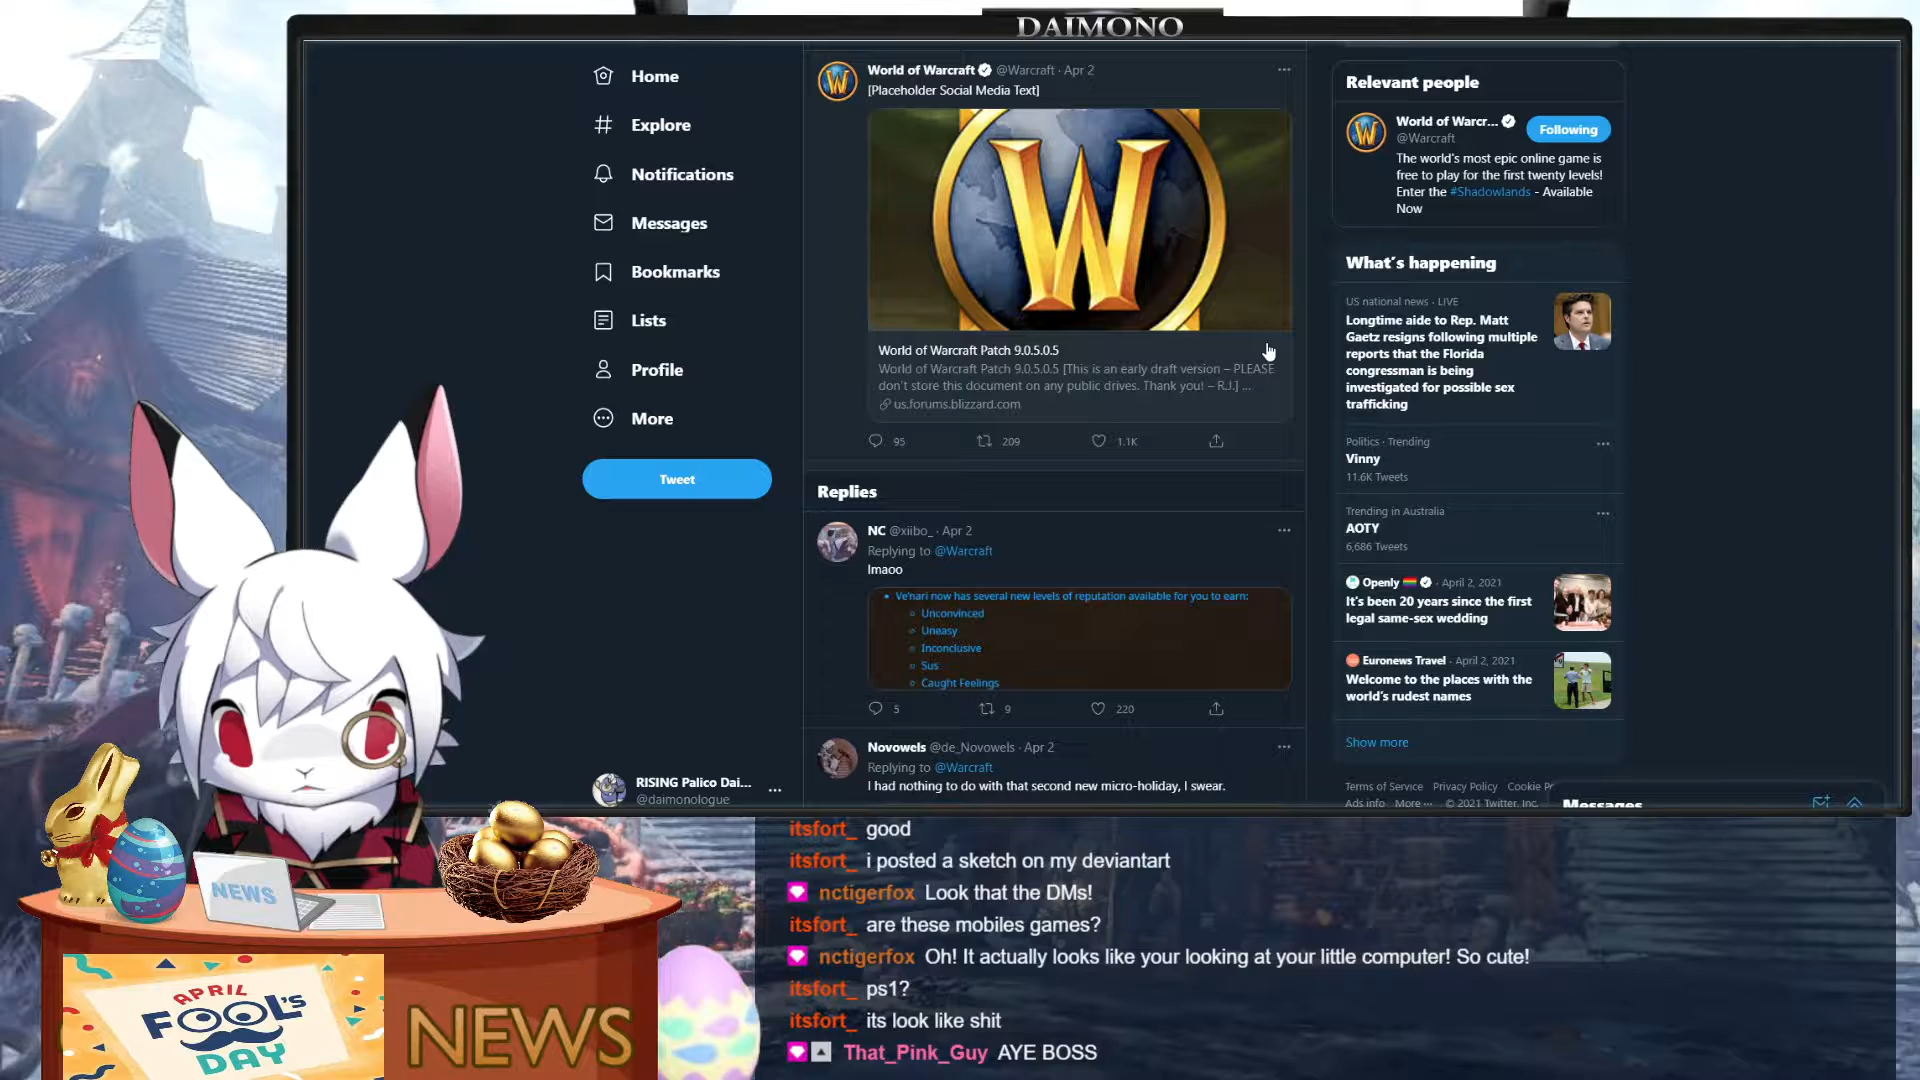 DAIMONO
Home
Explore
Notifications
Messages
Bookmarks
Lists
Profile
More
Tweet
RISING Palico Dai...
@daimonologue
World of Warcraft @Warcraft · Apr 2
[Placeholder Social Media Text]
W
World of Warcraft Patch 9.0.5.0.5
World of Warcraft Patch 9.0.5.0.5 [This is an early draft version – PLEASE
don't store this document on any public drives. Thank you! – R.J.] ...
us.forums.blizzard.com
95 209 1.1K
Replies
NC @xiibo_ · Apr 2
Replying to @Warcraft
lmaoo
• Ve'nari now has several new levels of reputation available for you to earn:
Unconvinced
Uneasy
Inconclusive
Sus
Caught Feelings
5 9 220
Novowels @de_Novowels · Apr 2
Replying to @Warcraft
I had nothing to do with that second new micro-holiday, I swear.
Relevant people
World of Warcr...
@Warcraft
Following
The world's most epic online game is
free to play for the first twenty levels!
Enter the #Shadowlands - Available
Now
What's happening
US national news · LIVE
Longtime aide to Rep. Matt
Gaetz resigns following multiple
reports that the Florida
congressman is being
investigated for possible sex
trafficking
Politics · Trending
Vinny
11.6K Tweets
Trending in Australia
AOTY
6,686 Tweets
Openly · April 2, 2021
It's been 20 years since the first
legal same-sex wedding
Euronews Travel · April 2, 2021
Welcome to the places with the
world's rudest names
Show more
Terms of Service Privacy Policy Cookie
Ads info More ··· © 2021 Twitter, Inc.
Messages
itsfort_ good
itsfort_ i posted a sketch on my deviantart
nctigerfox Look that the DMs!
itsfort_ are these mobiles games?
nctigerfox Oh! It actually looks like your looking at your little computer! So cute!
itsfort_ ps1?
itsfort_ its look like shit
That_Pink_Guy AYE BOSS
NEWS
APRIL
FOOL'S
DAY
NEWS